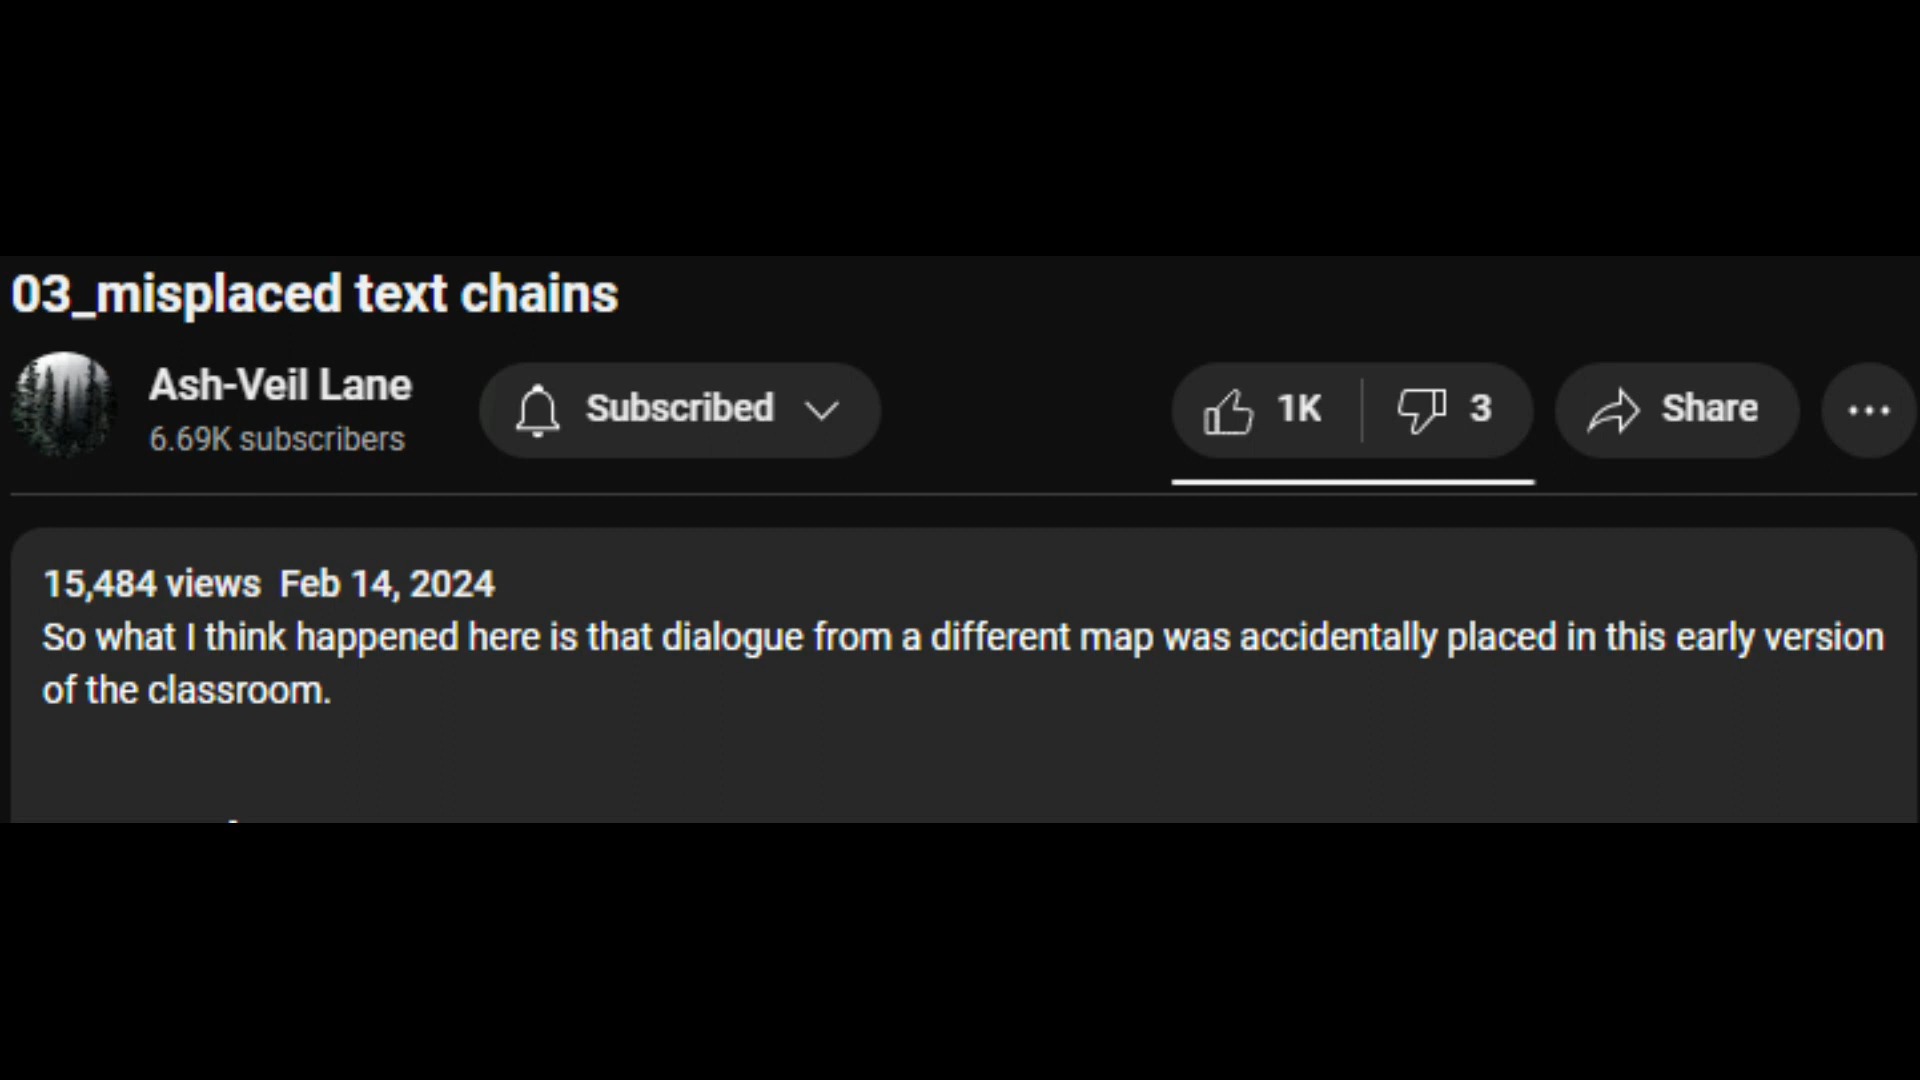 03_misplaced text chains
Ash-Veil Lane
6.69K subscribers
Subscribed
1K
3
Share
15,484 views Feb 14, 2024
So what I think happened here is that dialogue from a different map was accidentally placed in this early version
of the classroom.